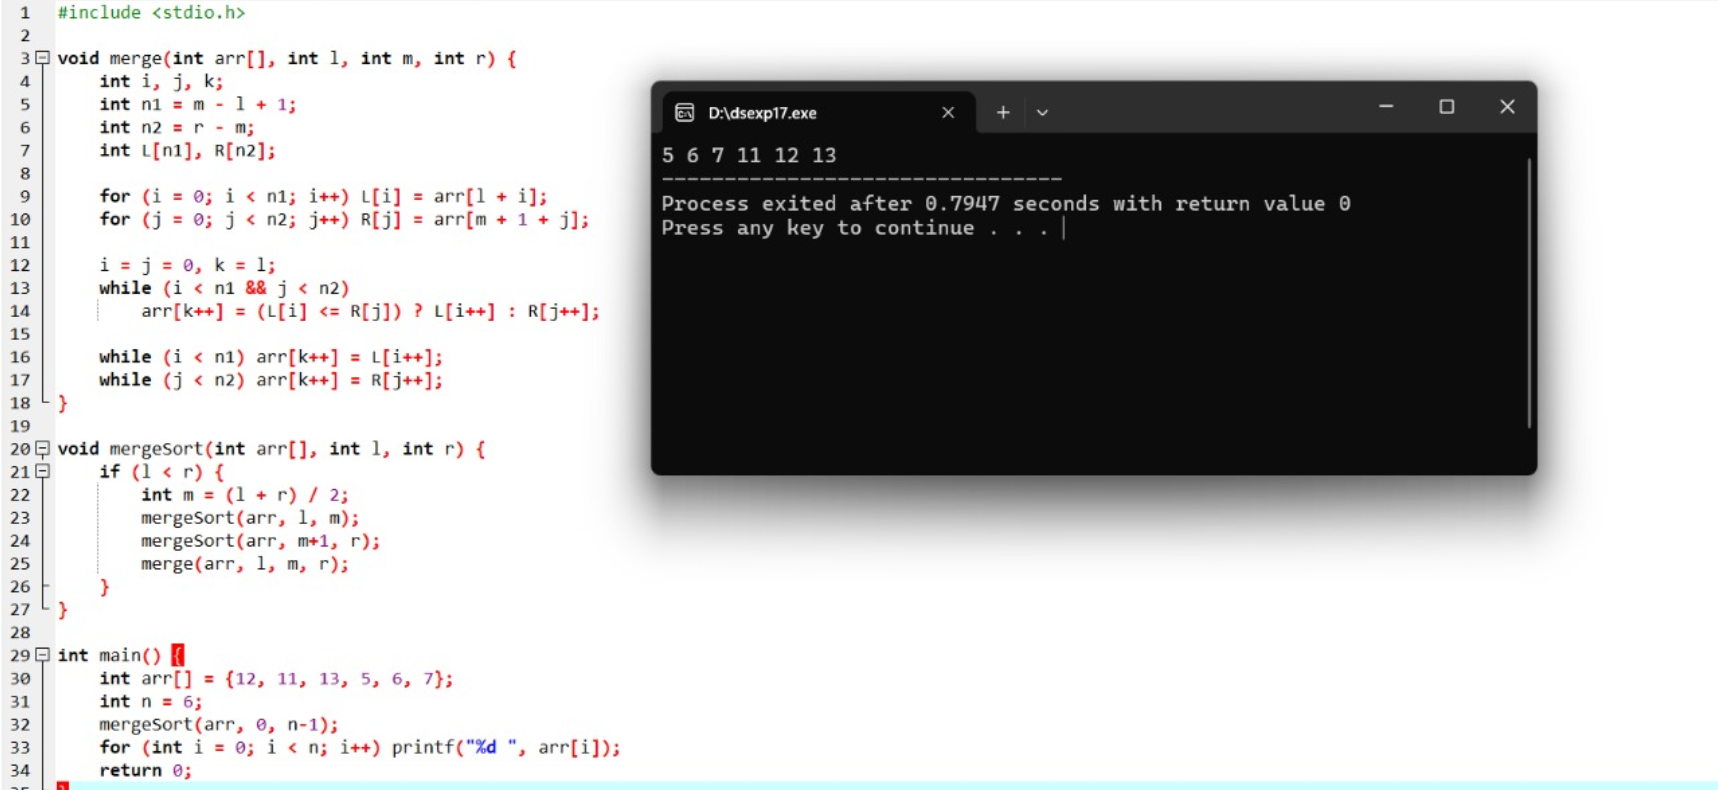 1 #include <stdio.h>
2
3 void merge(int arr[], int l, int m, int r) {
4     int i, j, k;
5     int n1 = m - l + 1;
6     int n2 = r - m;
7     int L[n1], R[n2];
8
9     for (i = 0; i < n1; i++) L[i] = arr[l + i];
10     for (j = 0; j < n2; j++) R[j] = arr[m + 1 + j];
11
12     i = j = 0, k = l;
13     while (i < n1 && j < n2)
14         arr[k++] = (L[i] <= R[j]) ? L[i++] : R[j++];
15
16     while (i < n1) arr[k++] = L[i++];
17     while (j < n2) arr[k++] = R[j++];
18 }
19
20 void mergeSort(int arr[], int l, int r) {
21     if (l < r) {
22         int m = (l + r) / 2;
23         mergeSort(arr, l, m);
24         mergeSort(arr, m+1, r);
25         merge(arr, l, m, r);
26     }
27 }
28
29 int main() {
30     int arr[] = {12, 11, 13, 5, 6, 7};
31     int n = 6;
32     mergeSort(arr, 0, n-1);
33     for (int i = 0; i < n; i++) printf("%d ", arr[i]);
34     return 0;
D:\dsexp17.exe
5 6 7 11 12 13
--------------------------------
Process exited after 0.7947 seconds with return value 0
Press any key to continue . . .